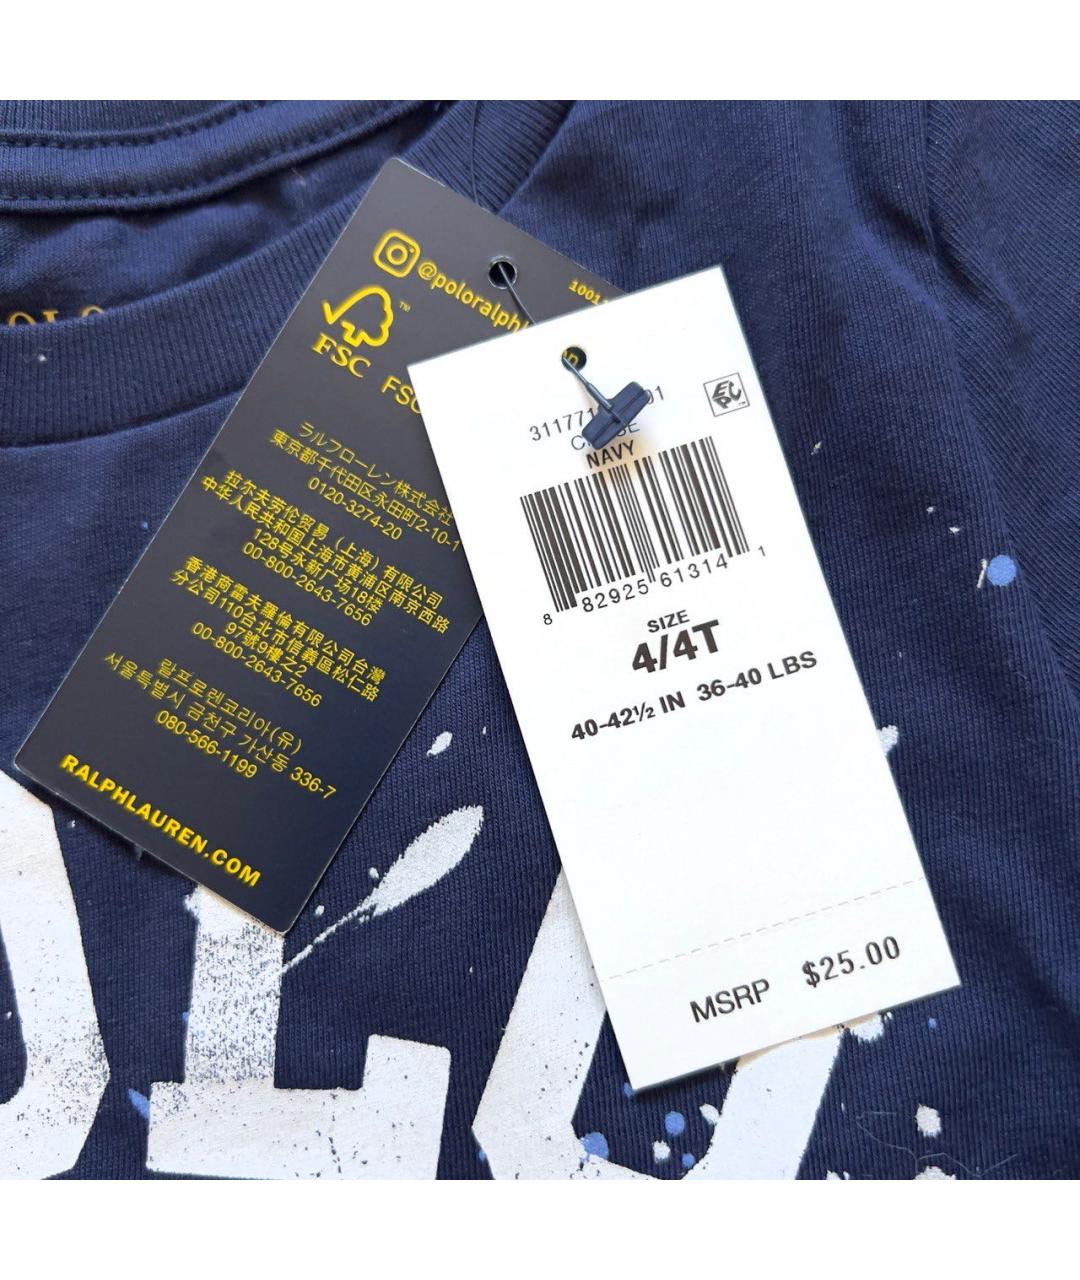 @poloralph
FSC
ラルフローレン株式会社
東京都千代田区永田町2-10-1
0120-3274-20
拉尔夫劳伦贸易（上海）有限公司
中华人民共和国上海市黄浦区南京西路
128号永新广场18楼
00-800-2643-7656
香港商雷夫羅倫有限公司台灣
分公司110台北市信義區松仁路
97號9樓之2
00-800-2643-7656
랄프로렌코리아(유)
서울특별시 금천구 가산동 336-7
080-566-1199
RALPHLAUREN.COM
NAVY
8 82925 61314 1
SIZE
4/4T
40-42½ IN 36-40 LBS
MSRP $25.00